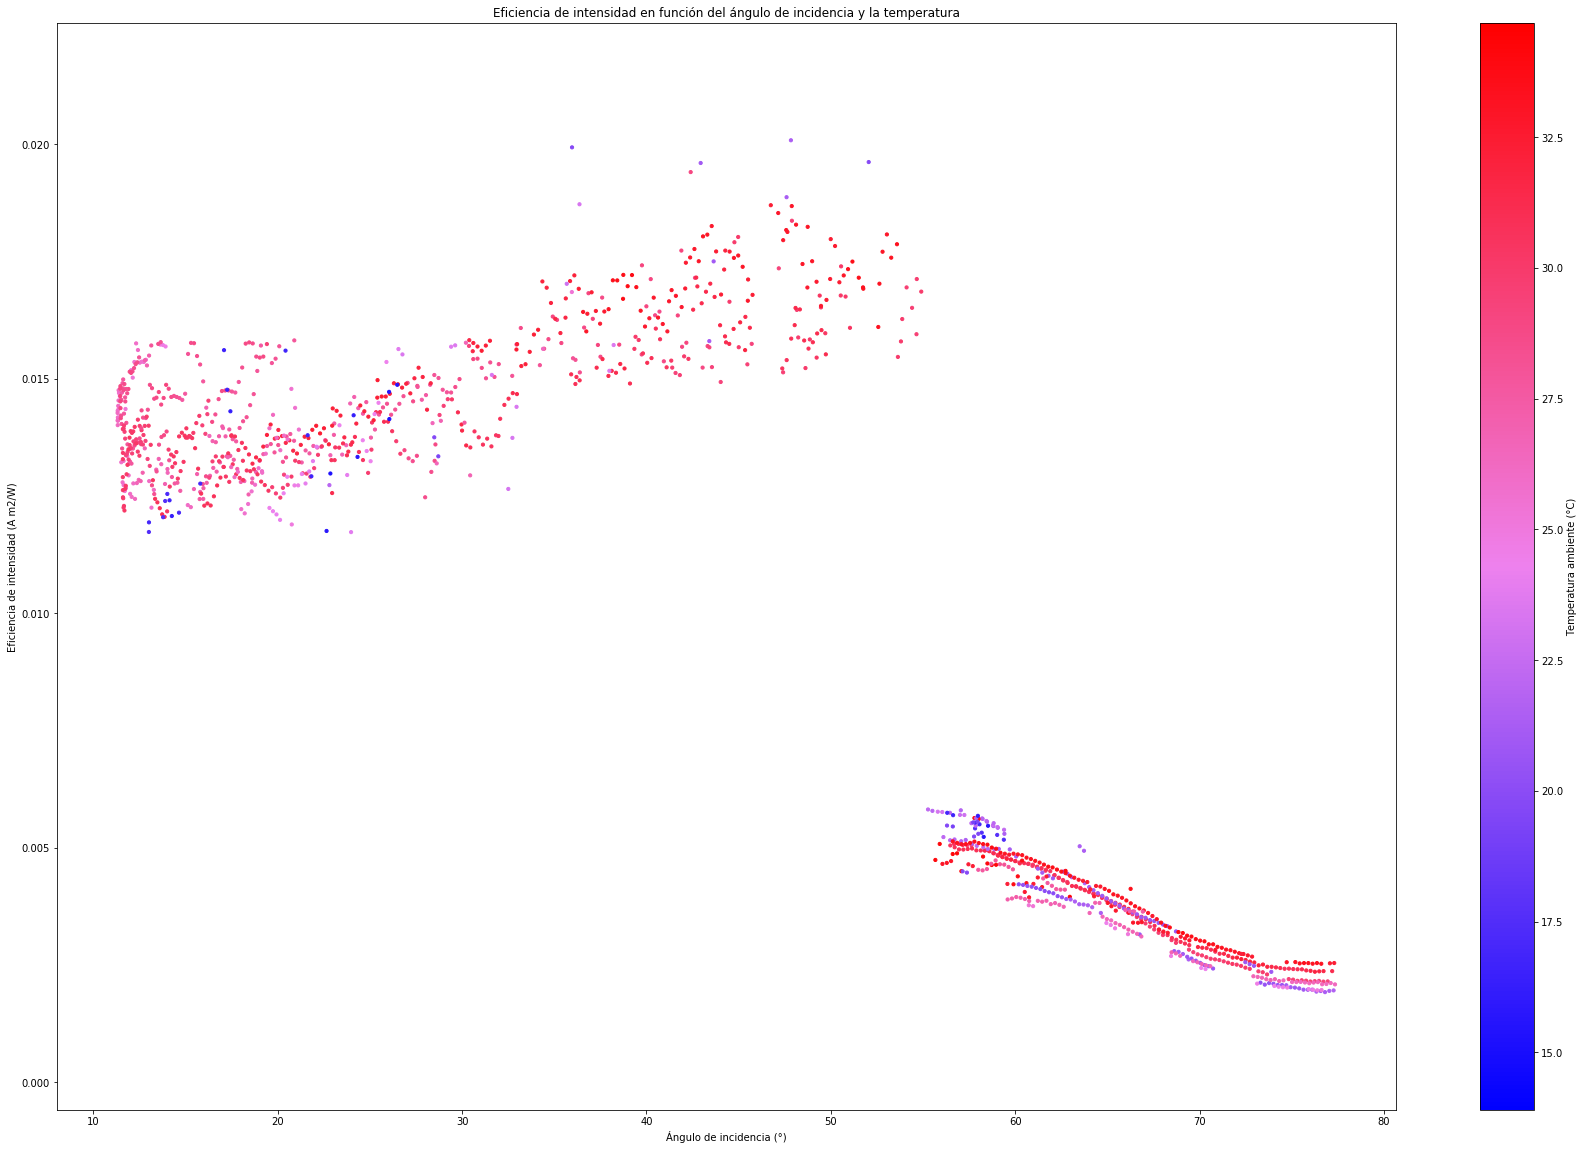 Eficiencia de intensidad en función del ángulo de incidencia y la temperatura
Eficiencia de intensidad (A m2/W)
0.020
0.015
0.010
0.005
0.000
10 20 30 40 50 60 70 80
Ángulo de incidencia (°)
32.5
30.0
27.5
25.0
22.5
20.0
17.5
15.0
Temperatura ambiente (°C)